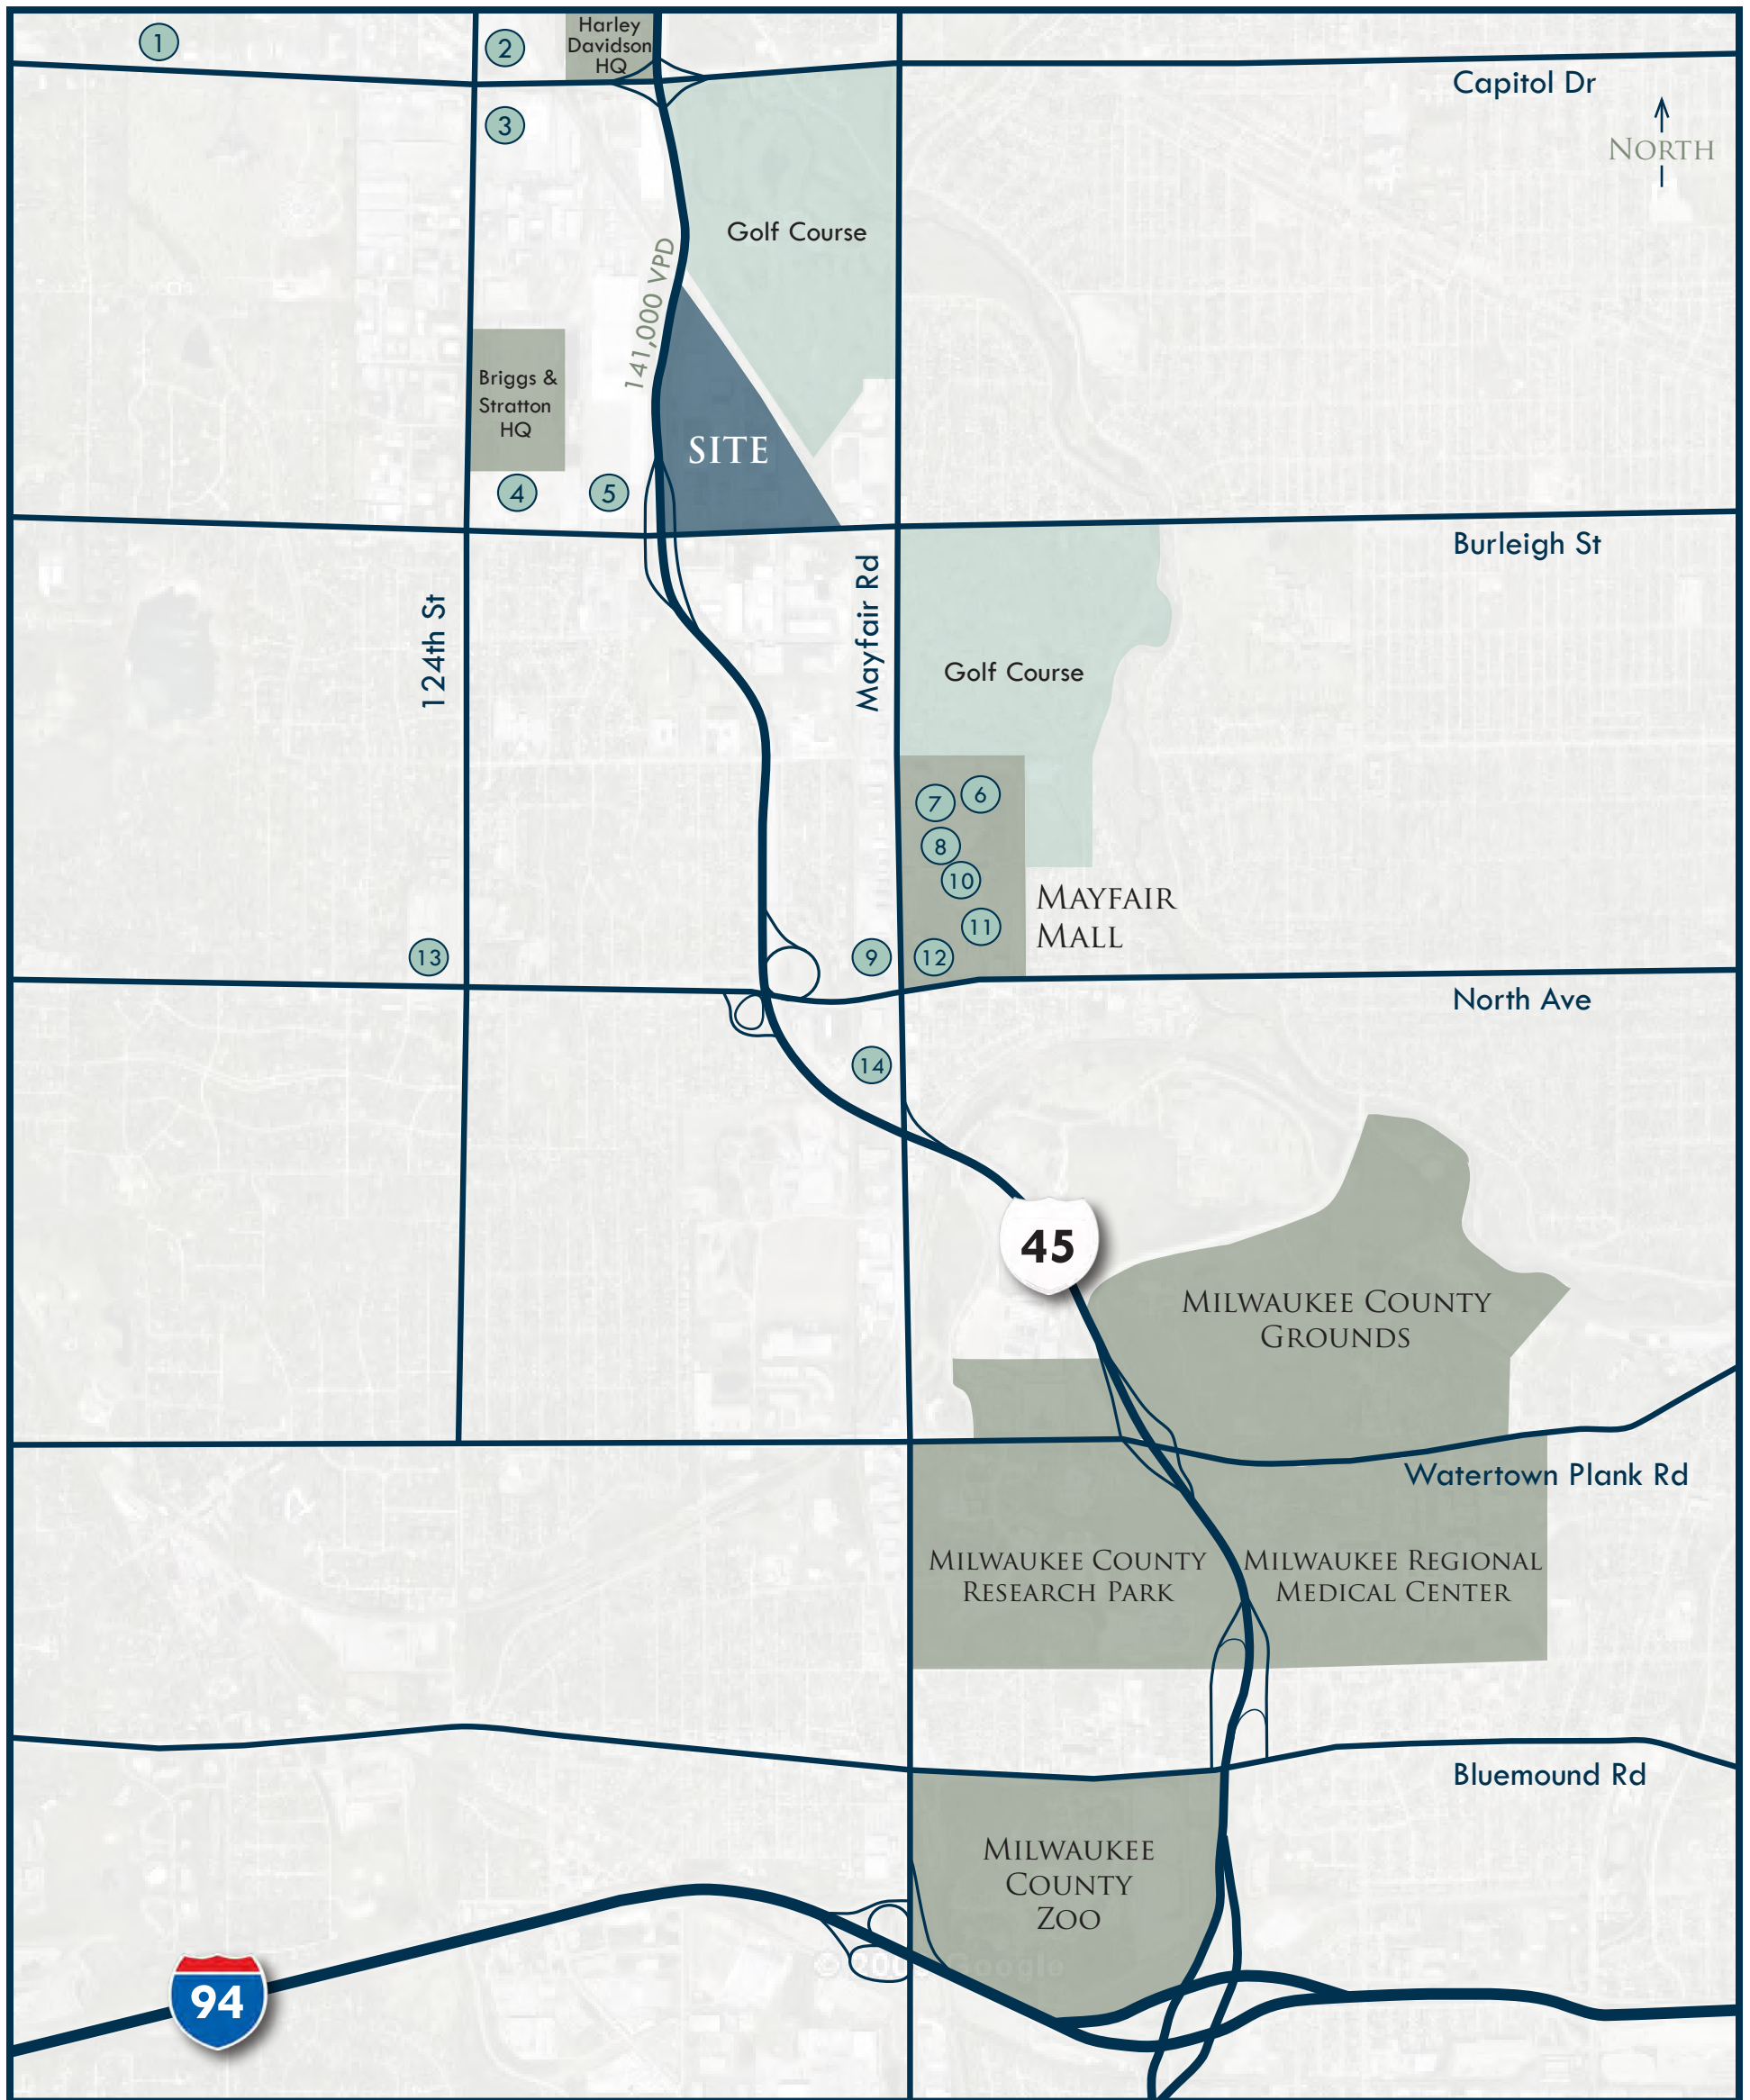 1
2
Harley
Davidson
HQ
Capitol Dr
3
NORTH
Golf Course
141,000 VPD
Briggs &
Stratton
HQ
SITE
4
5
Burleigh St
124th St
Mayfair Rd
Golf Course
7
6
8
10
MAYFAIR
MALL
11
13
9
12
North Ave
14
45
MILWAUKEE COUNTY
GROUNDS
Watertown Plank Rd
MILWAUKEE COUNTY
RESEARCH PARK
MILWAUKEE REGIONAL
MEDICAL CENTER
Bluemound Rd
MILWAUKEE
COUNTY
ZOO
Google
94